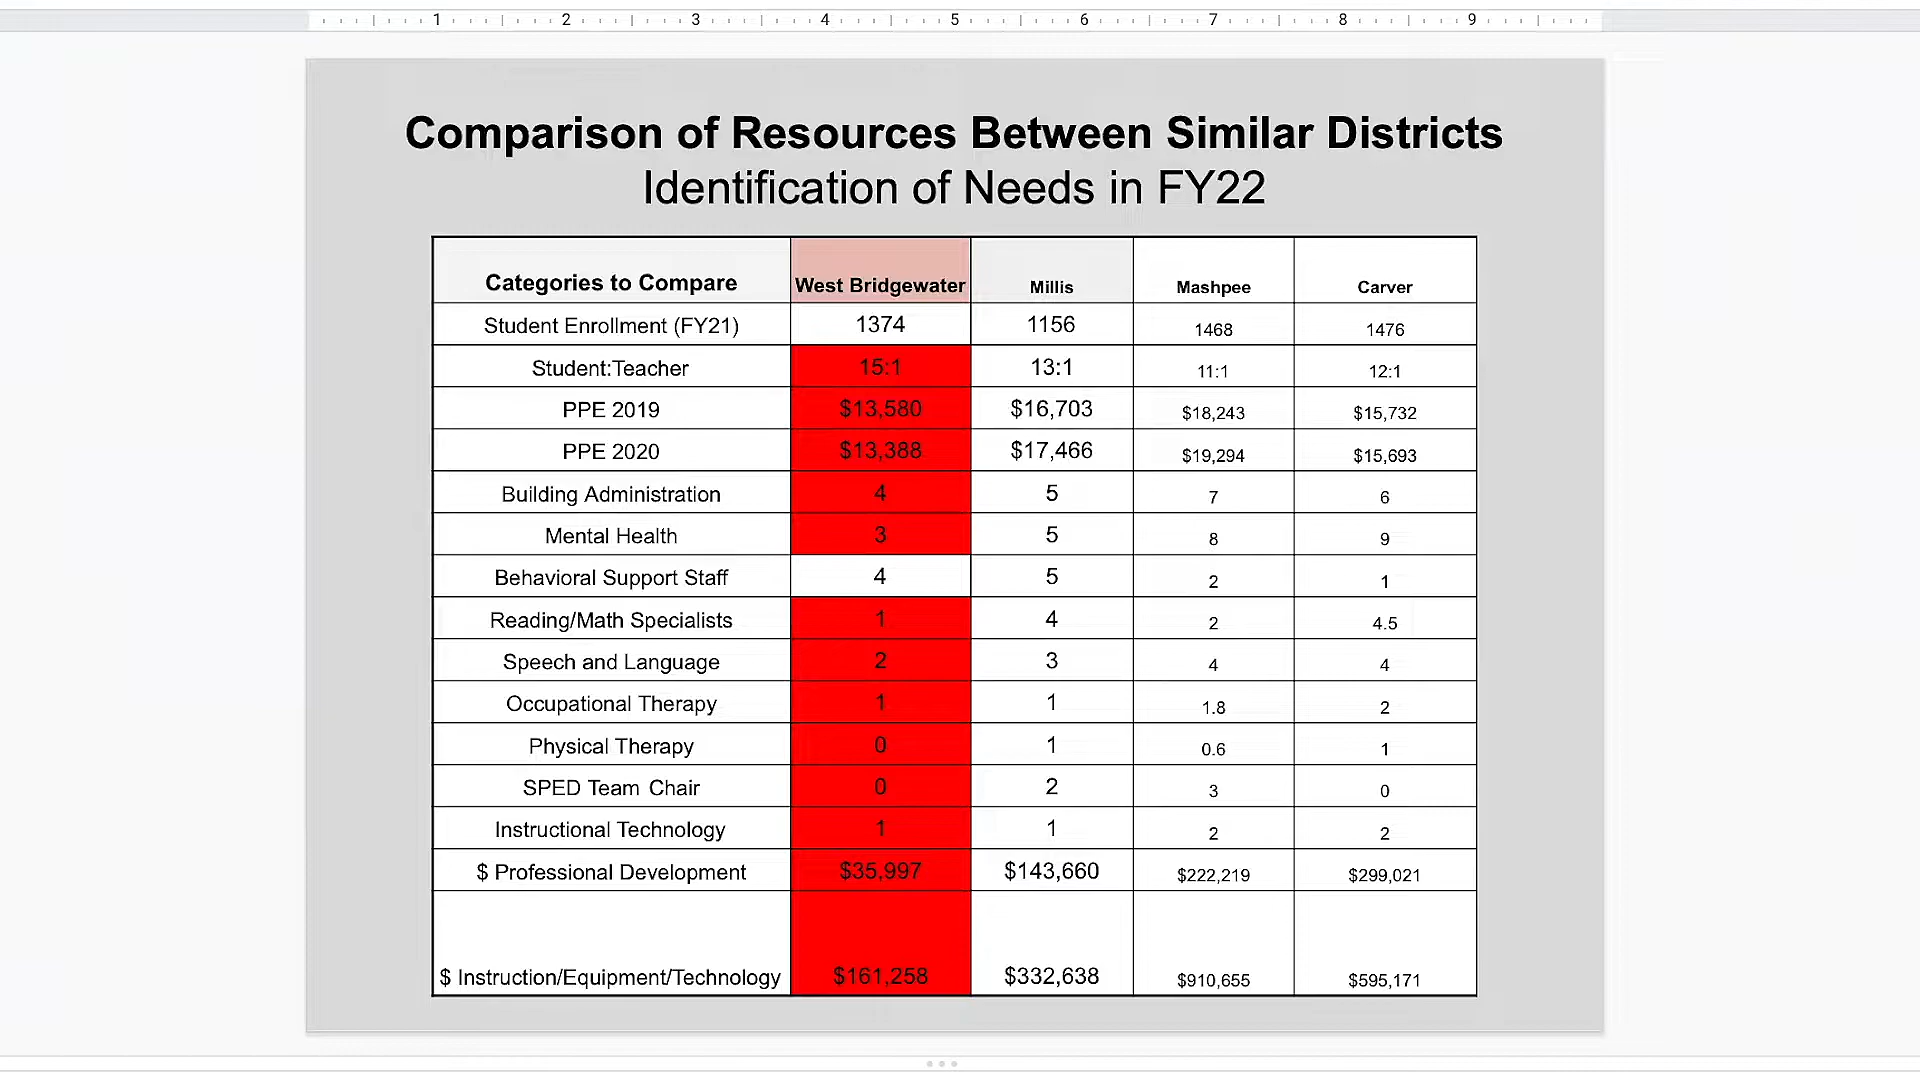 1 2 3 4 5 6 7 8 9
Comparison of Resources Between Similar Districts
Identification of Needs in FY22
Categories to Compare West Bridgewater Millis Mashpee Carver
Student Enrollment (FY21) 1374 1156 1468 1476
Student:Teacher 15:1 13:1 11:1 12:1
PPE 2019 $13,580 $16,703 $18,243 $15,732
PPE 2020 $13,388 $17,466 $19,294 $15,693
Building Administration 4 5 7 6
Mental Health 3 5 8 9
Behavioral Support Staff 4 5 2 1
Reading/Math Specialists 1 4 2 4.5
Speech and Language 2 3 4 4
Occupational Therapy 1 1 1.8 2
Physical Therapy 0 1 0.6 1
SPED Team Chair 0 2 3 0
Instructional Technology 1 1 2 2
$ Professional Development $35,997 $143,660 $222,219 $299,021
$ Instruction/Equipment/Technology $161,258 $332,638 $910,655 $595,171